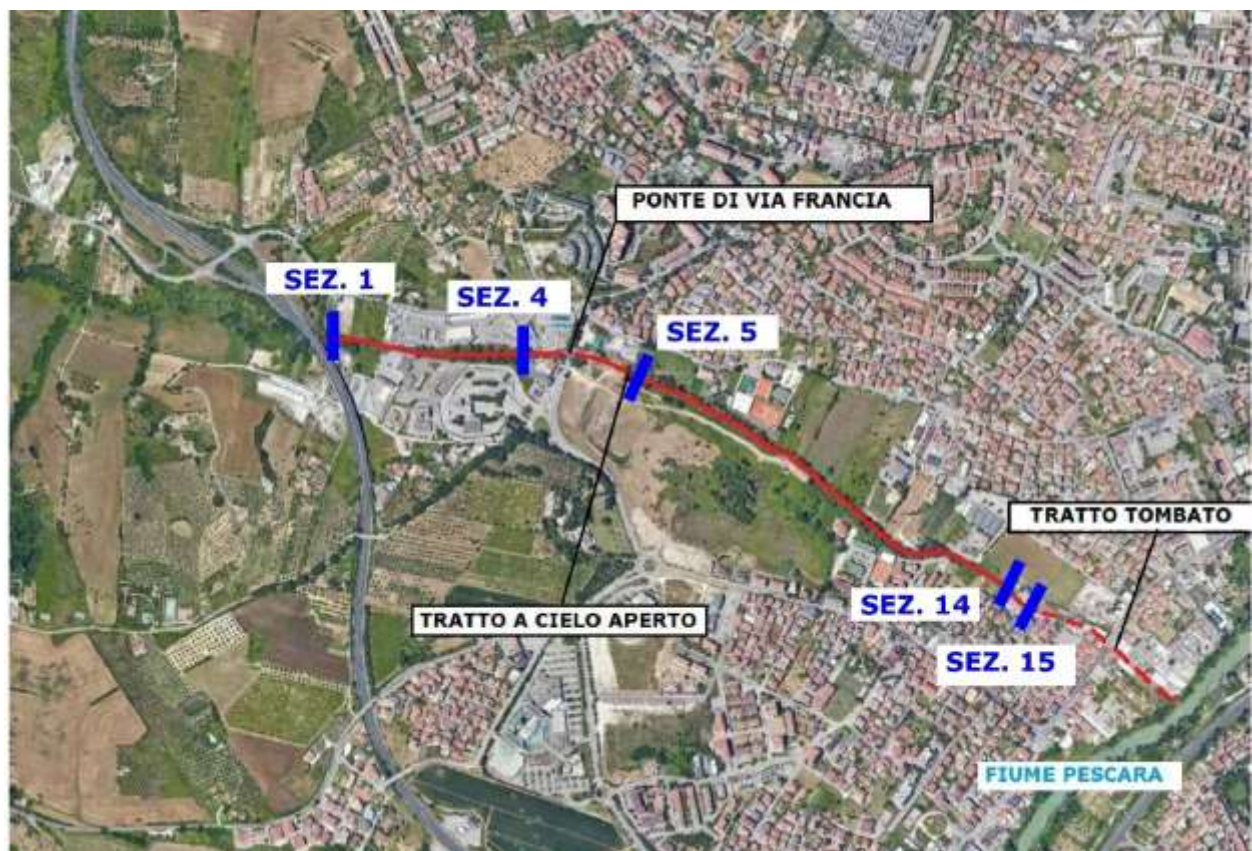 PONTE DI VIA FRANCIA
SEZ. 1
SEZ. 4
SEZ. 5
TRATTO TOMBATO
SEZ. 14
TRATTO A CIELO APERTO
SEZ. 15
FIUME PESCARA